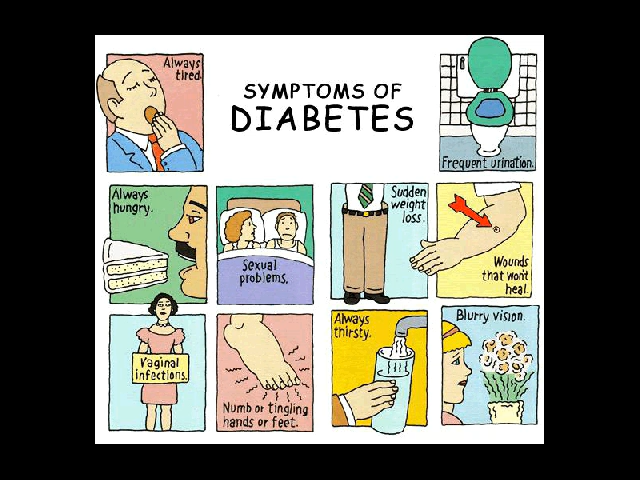 Always
tired.
SYMPTOMS OF
DIABETES
Frequent urination.
Always
hungry.
Sexual
problems.
Sudden
weight
loss.
Wounds
that won't
heal.
Vaginal
infections.
Numb or tingling
hands or feet.
Always
thirsty.
Blurry vision.